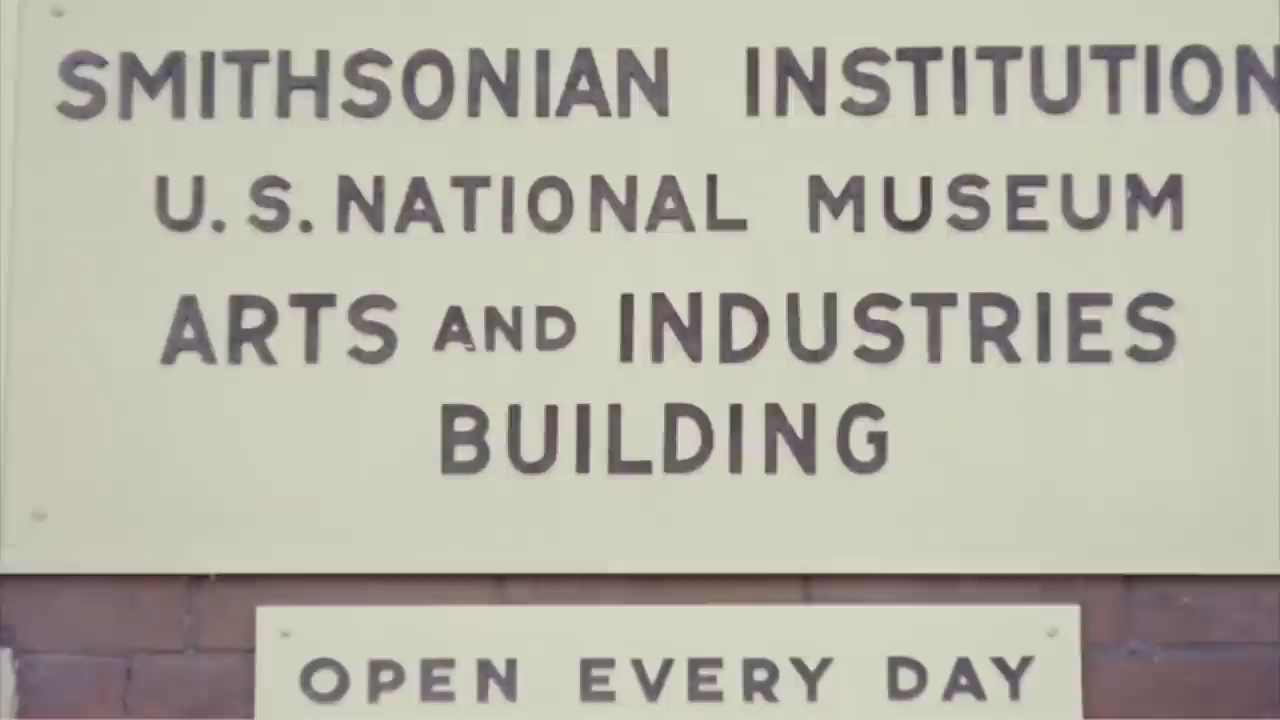 SMITHSONIAN INSTITUTION
U. S. NATIONAL MUSEUM
ARTS AND INDUSTRIES
BUILDING
OPEN EVERY DAY